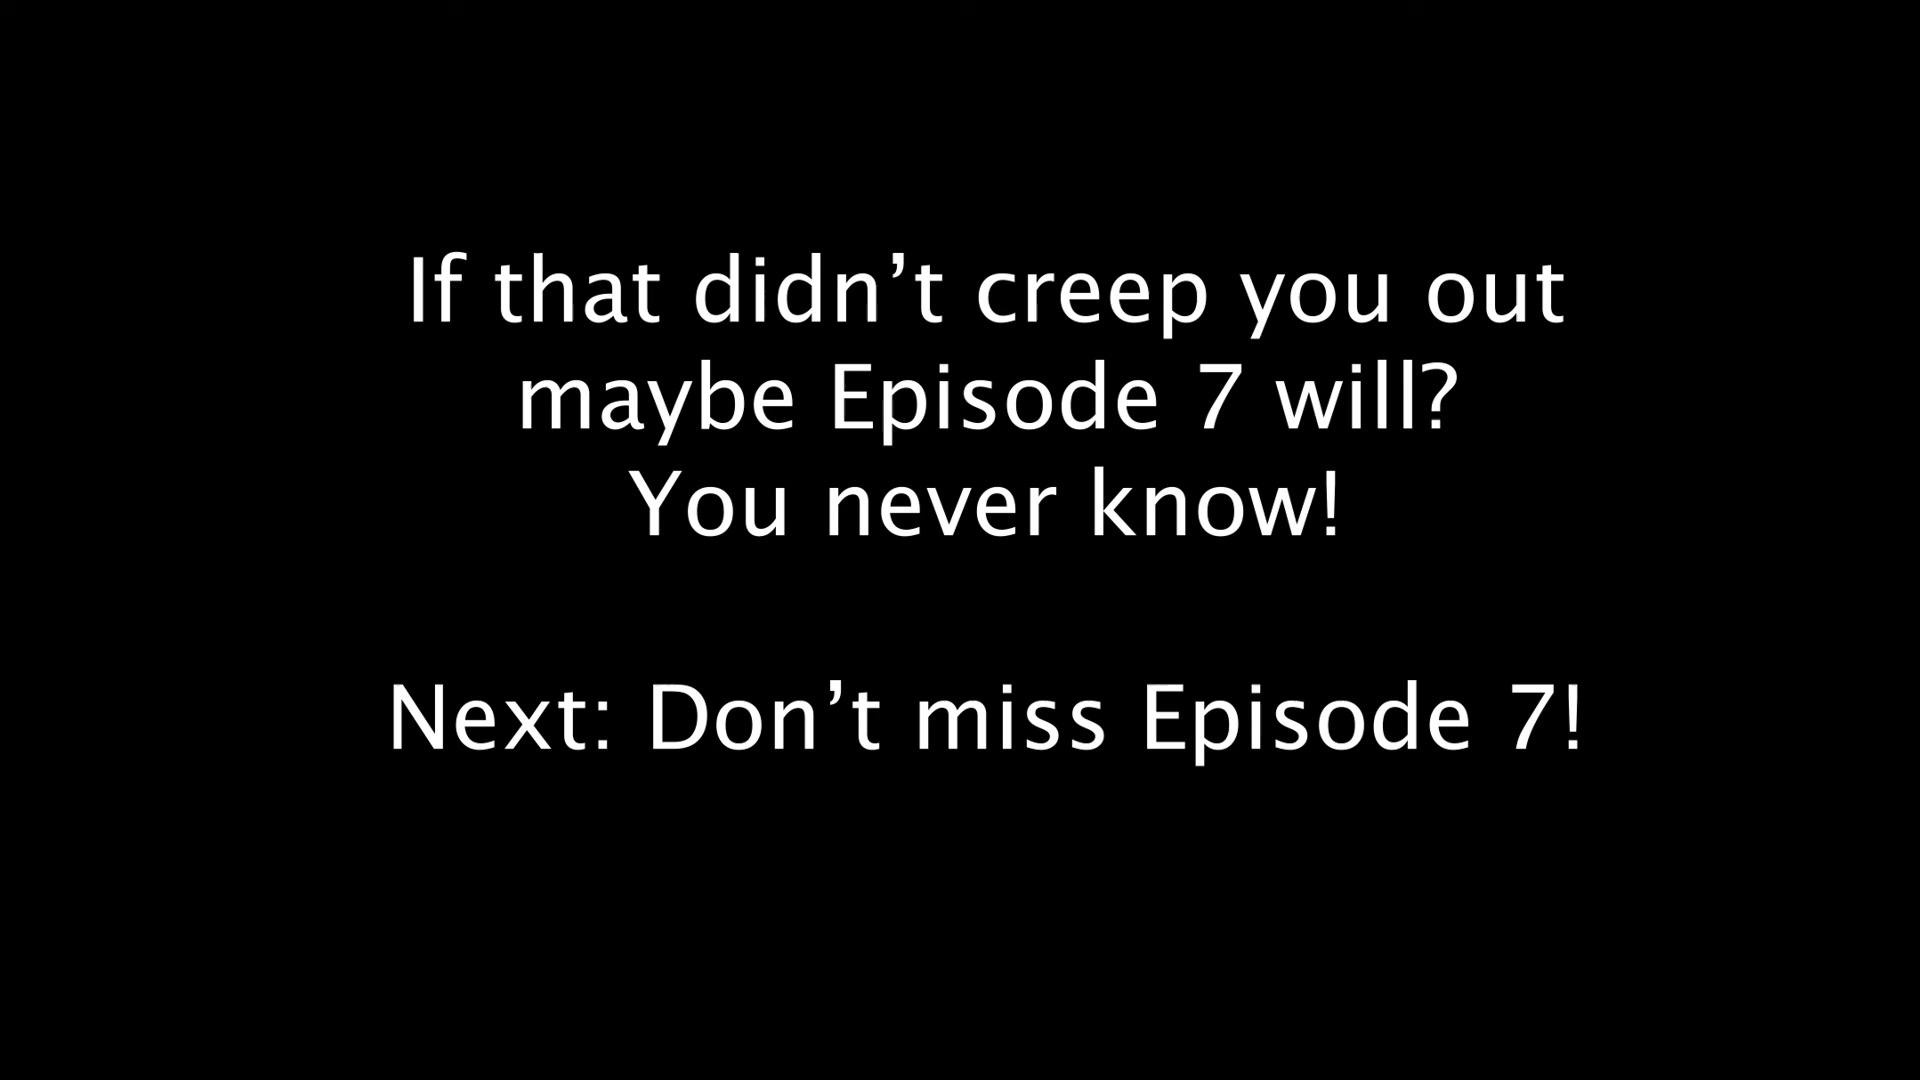 If that didn’t creep you out
maybe Episode 7 will?
You never know!
Next: Don’t miss Episode 7!